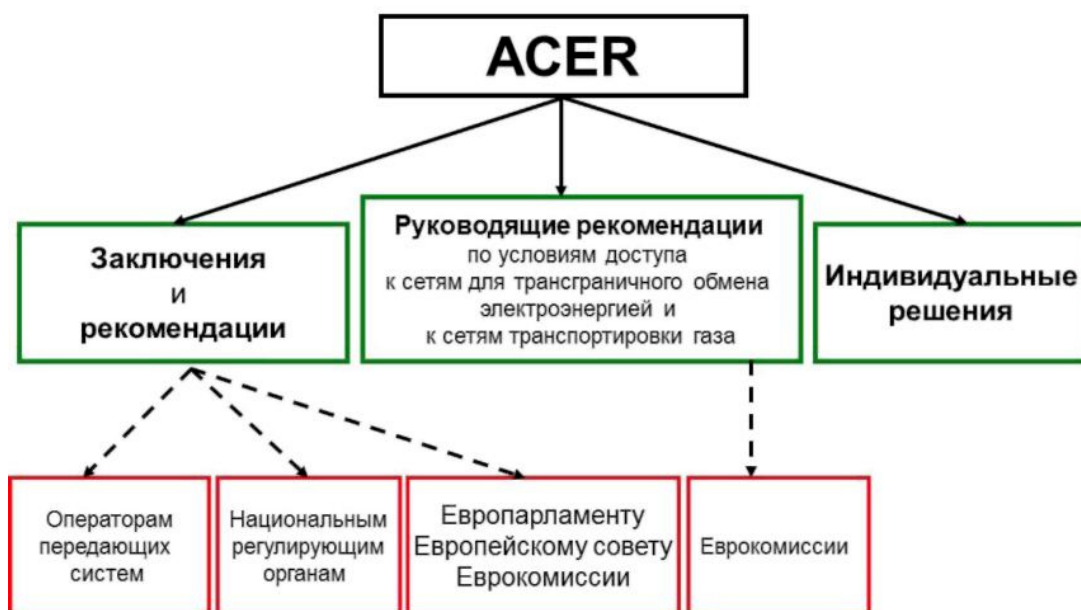 ACER
Заключения
и
рекомендации
Руководящие рекомендации
по условиям доступа
к сетям для трансграничного обмена
электроэнергией и
к сетям транспортировки газа
Индивидуальные
решения
Операторам
передающих
систем
Национальным
регулирующим
органам
Европарламенту
Европейскому совету
Еврокомиссии
Еврокомиссии